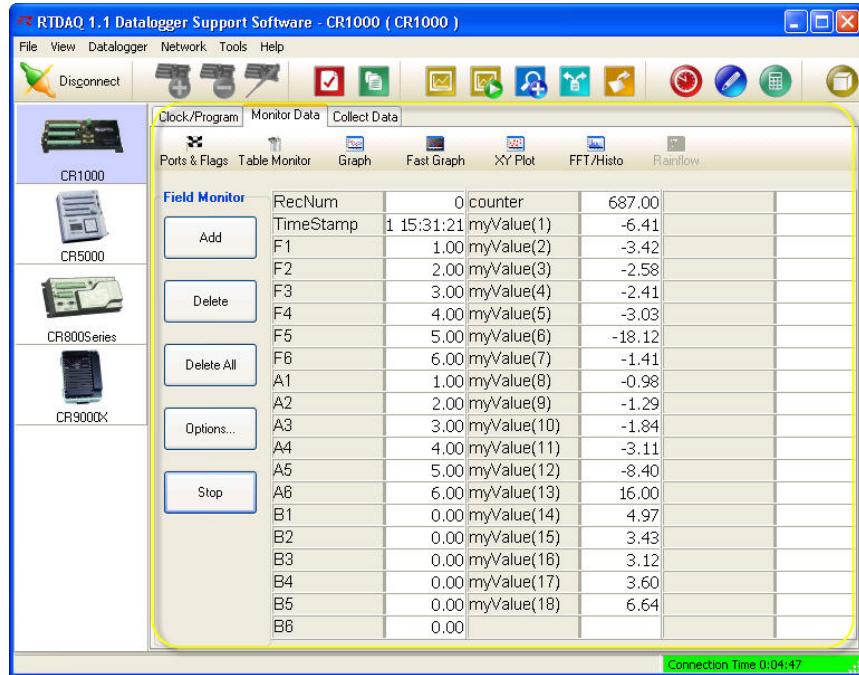 RTDAQ 1.1 Datalogger Support Software - CR1000 ( CR1000 )
File View Datalogger Network Tools Help
Disconnect
CR1000
CR5000
CR800Series
CR9000X
Clock/Program Monitor Data Collect Data
Ports & Flags Table Monitor Graph Fast Graph XY Plot FFT/Histo Rainflow
Field Monitor
Add
Delete
Delete All
Options...
Stop
RecNum 0 counter 687.00
TimeStamp 1 15:31:21 myValue(1) -6.41
F1 1.00 myValue(2) -3.42
F2 2.00 myValue(3) -2.58
F3 3.00 myValue(4) -2.41
F4 4.00 myValue(5) -3.03
F5 5.00 myValue(6) -18.12
F6 6.00 myValue(7) -1.41
A1 1.00 myValue(8) -0.98
A2 2.00 myValue(9) -1.29
A3 3.00 myValue(10) -1.84
A4 4.00 myValue(11) -3.11
A5 5.00 myValue(12) -8.40
A6 6.00 myValue(13) 16.00
B1 0.00 myValue(14) 4.97
B2 0.00 myValue(15) 3.43
B3 0.00 myValue(16) 3.12
B4 0.00 myValue(17) 3.60
B5 0.00 myValue(18) 6.64
B6 0.00
Connection Time 0:04:47